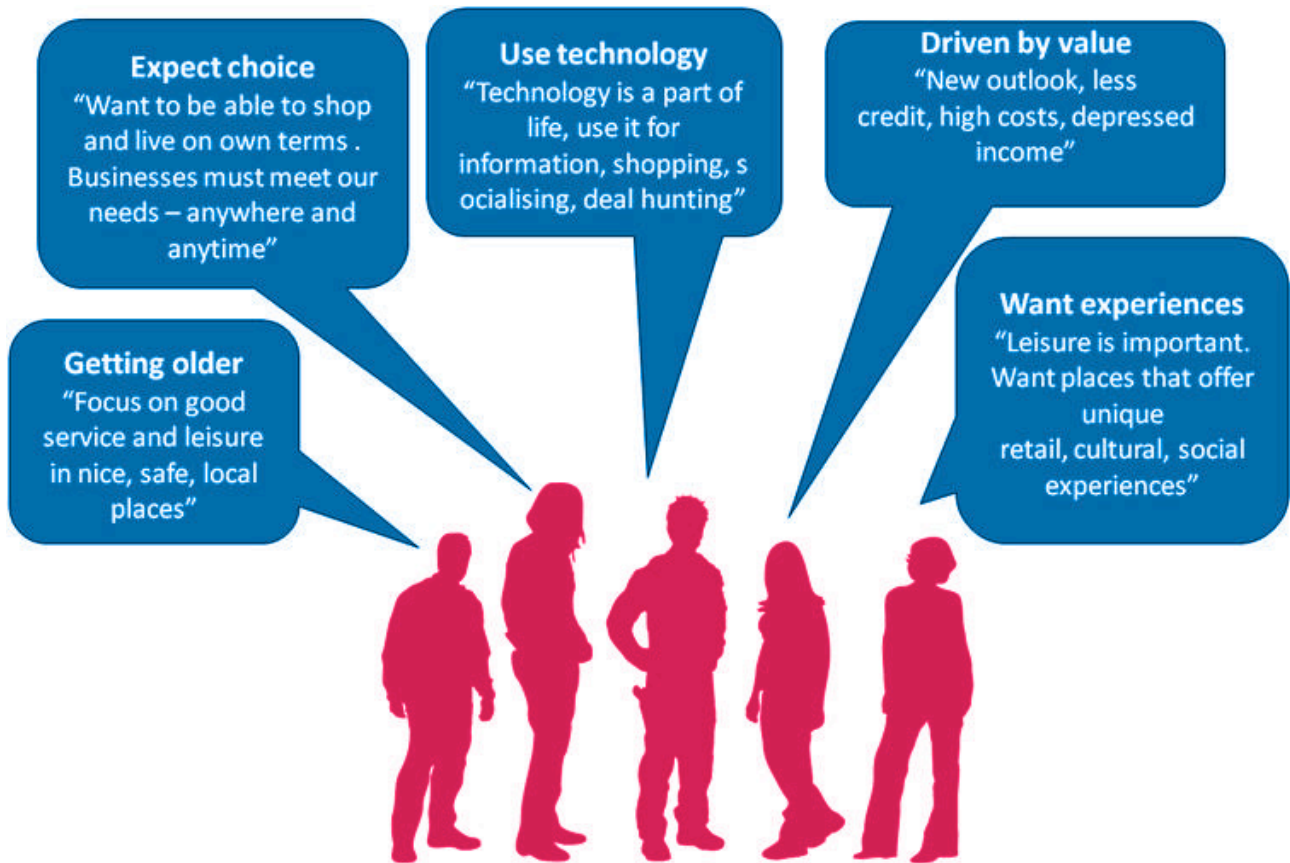 Expect choice
“Want to be able to shop
and live on own terms .
Businesses must meet our
needs – anywhere and
anytime”
Use technology
“Technology is a part of
life, use it for
information, shopping, s
ocialising, deal hunting”
Driven by value
“New outlook, less
credit, high costs, depressed
income”
Getting older
“Focus on good
service and leisure
in nice, safe, local
places”
Want experiences
“Leisure is important.
Want places that offer
unique
retail, cultural, social
experiences”